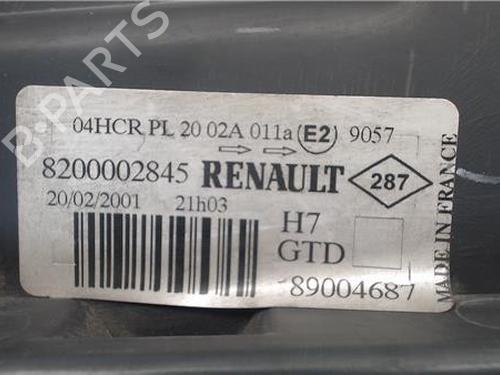 B-PARTS
04HCR PL 20 02A 011a E2 9057
8200002845 RENAULT 287
20/02/2001 21h03
H7
GTD
89004687
MADE IN FRANCE